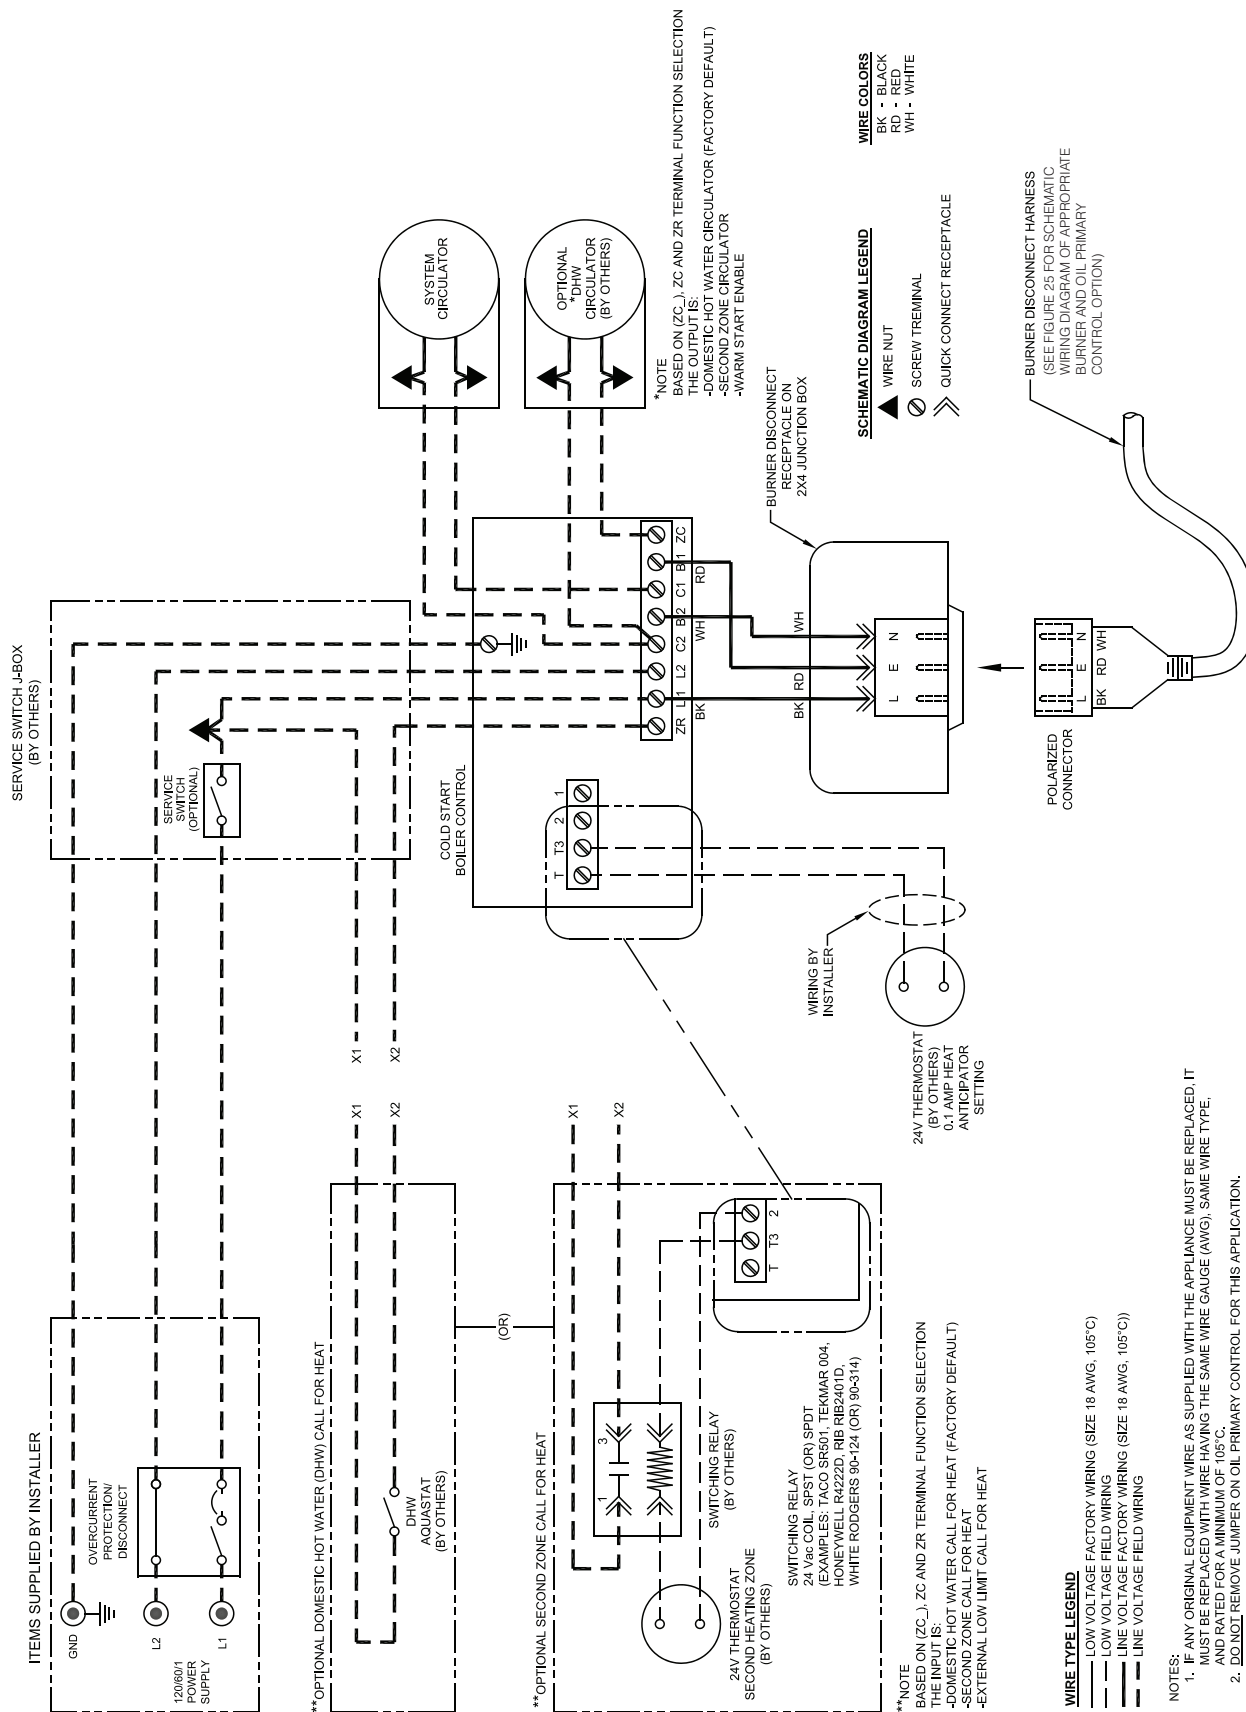 ITEMS SUPPLIED BY INSTALLER
OVERCURRENT
PROTECTION/
DISCONNECT
GND
L2
L1
120/60/1
POWER
SUPPLY
SERVICE SWITCH J-BOX
(BY OTHERS)
SERVICE
SWITCH
(OPTIONAL)
**OPTIONAL DOMESTIC HOT WATER (DHW) CALL FOR HEAT
X1
X1
X2
X2
DHW
AQUASTAT
(BY OTHERS)
(OR)
**OPTIONAL SECOND ZONE CALL FOR HEAT
X1
X2
1
3
SWITCHING RELAY
(BY OTHERS)
24V THERMOSTAT
SECOND HEATING ZONE
(BY OTHERS)
SWITCHING RELAY
24 Vac COIL, SPST (OR) SPDT
(EXAMPLES: TACO SR501, TEKMAR 004,
HONEYWELL R4222D, RIB RIB2401D,
WHITE RODGERS 90-124 (OR) 90-314)
T
T3
2
**NOTE
BASED ON (ZC_), ZC AND ZR TERMINAL FUNCTION SELECTION
THE INPUT IS:
-DOMESTIC HOT WATER CALL FOR HEAT (FACTORY DEFAULT)
-SECOND ZONE CALL FOR HEAT
-EXTERNAL LOW LIMIT CALL FOR HEAT
COLD START
BOILER CONTROL
T
T3
2
1
ZR
L1
L2
C2
B2
C1
B1
ZC
BK
WH
RD
WIRING BY
INSTALLER
24V THERMOSTAT
(BY OTHERS)
0.1 AMP HEAT
ANTICIPATOR
SETTING
SYSTEM
CIRCULATOR
OPTIONAL
*DHW
CIRCULATOR
(BY OTHERS)
*NOTE
BASED ON (ZC_), ZC AND ZR TERMINAL FUNCTION SELECTION
THE OUTPUT IS:
-DOMESTIC HOT WATER CIRCULATOR (FACTORY DEFAULT)
-SECOND ZONE CIRCULATOR
-WARM START ENABLE
BURNER DISCONNECT
RECEPTACLE ON
2X4 JUNCTION BOX
BK
RD
WH
L
E
N
POLARIZED
CONNECTOR
L
E
N
BK
RD
WH
BURNER DISCONNECT HARNESS
(SEE FIGURE 25 FOR SCHEMATIC
WIRING DIAGRAM OF APPROPRIATE
BURNER AND OIL PRIMARY
CONTROL OPTION)
SCHEMATIC DIAGRAM LEGEND
WIRE NUT
SCREW TREMINAL
QUICK CONNECT RECEPTACLE
WIRE COLORS
BK - BLACK
RD - RED
WH - WHITE
WIRE TYPE LEGEND
LOW VOLTAGE FACTORY WIRING (SIZE 18 AWG, 105°C)
LOW VOLTAGE FIELD WIRING
LINE VOLTAGE FACTORY WIRING (SIZE 18 AWG, 105°C))
LINE VOLTAGE FIELD WIRING
NOTES:
1. IF ANY ORIGINAL EQUIPMENT WIRE AS SUPPLIED WITH THE APPLIANCE MUST BE REPLACED, IT
MUST BE REPLACED WITH WIRE HAVING THE SAME WIRE GAUGE (AWG), SAME WIRE TYPE,
AND RATED FOR A MINIMUM OF 105°C.
2. DO NOT REMOVE JUMPER ON OIL PRIMARY CONTROL FOR THIS APPLICATION.